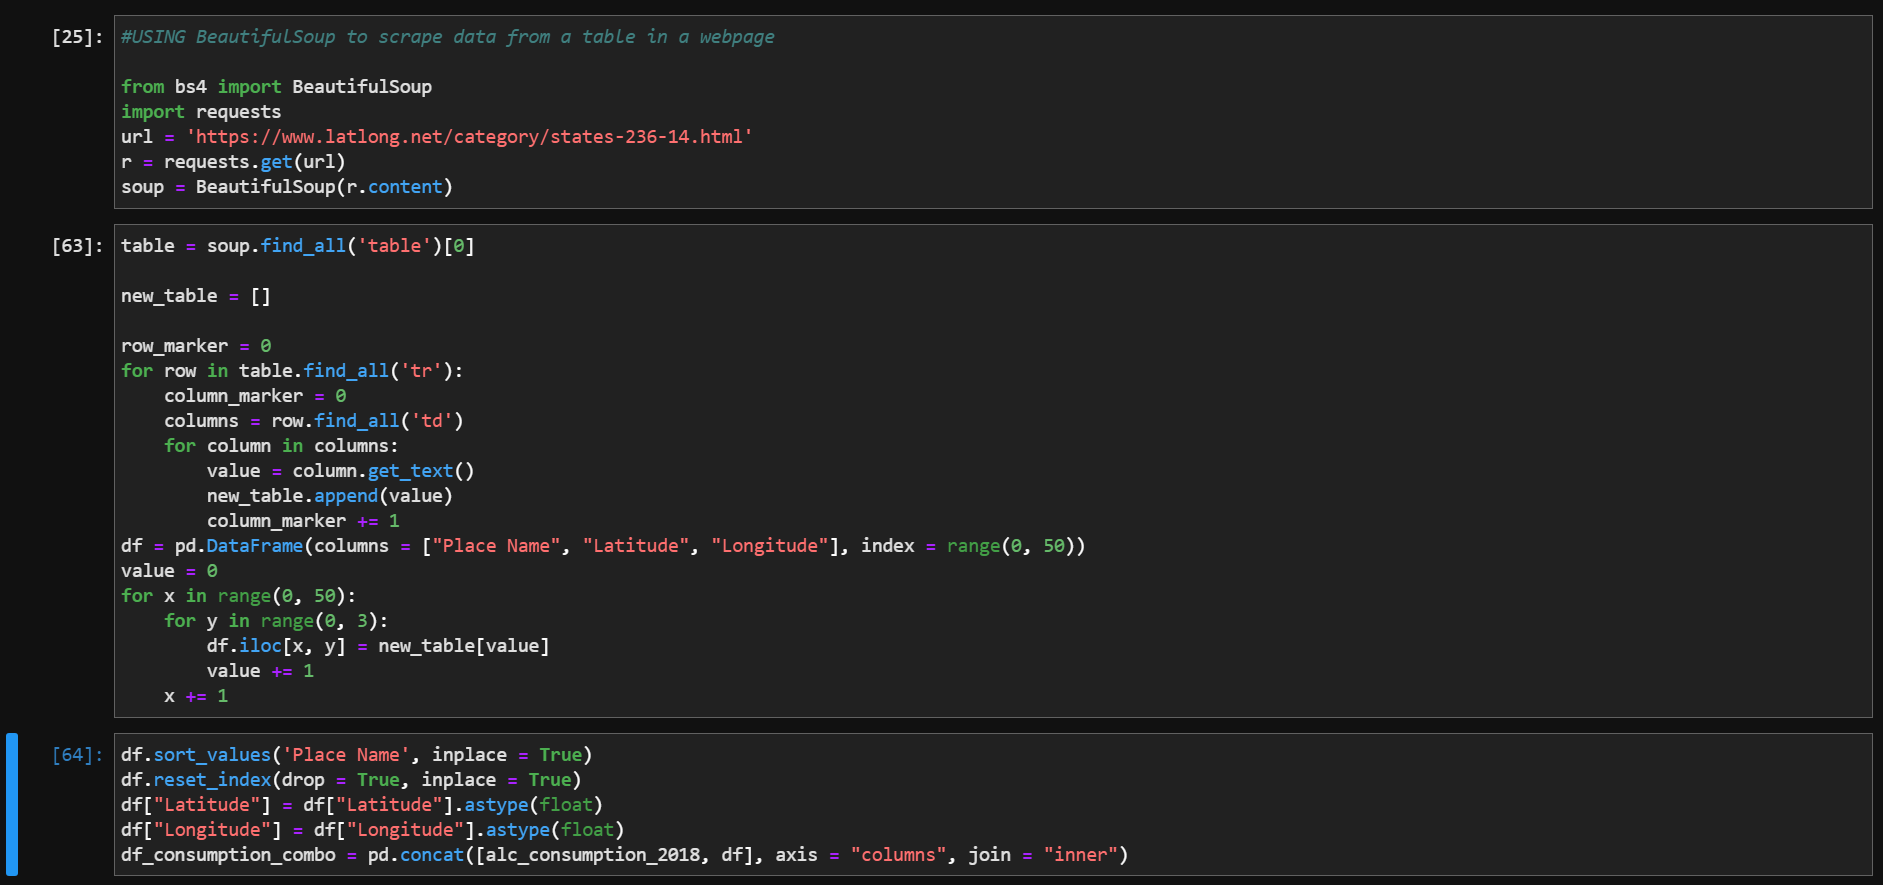 [25]:
#USING BeautifulSoup to scrape data from a table in a webpage

from bs4 import BeautifulSoup
import requests
url = 'https://www.latlong.net/category/states-236-14.html'
r = requests.get(url)
soup = BeautifulSoup(r.content)

[63]:
table = soup.find_all('table')[0]

new_table = []

row_marker = 0
for row in table.find_all('tr'):
    column_marker = 0
    columns = row.find_all('td')
    for column in columns:
        value = column.get_text()
        new_table.append(value)
        column_marker += 1
df = pd.DataFrame(columns = ["Place Name", "Latitude", "Longitude"], index = range(0, 50))
value = 0
for x in range(0, 50):
    for y in range(0, 3):
        df.iloc[x, y] = new_table[value]
        value += 1
    x += 1

[64]:
df.sort_values('Place Name', inplace = True)
df.reset_index(drop = True, inplace = True)
df["Latitude"] = df["Latitude"].astype(float)
df["Longitude"] = df["Longitude"].astype(float)
df_consumption_combo = pd.concat([alc_consumption_2018, df], axis = "columns", join = "inner")